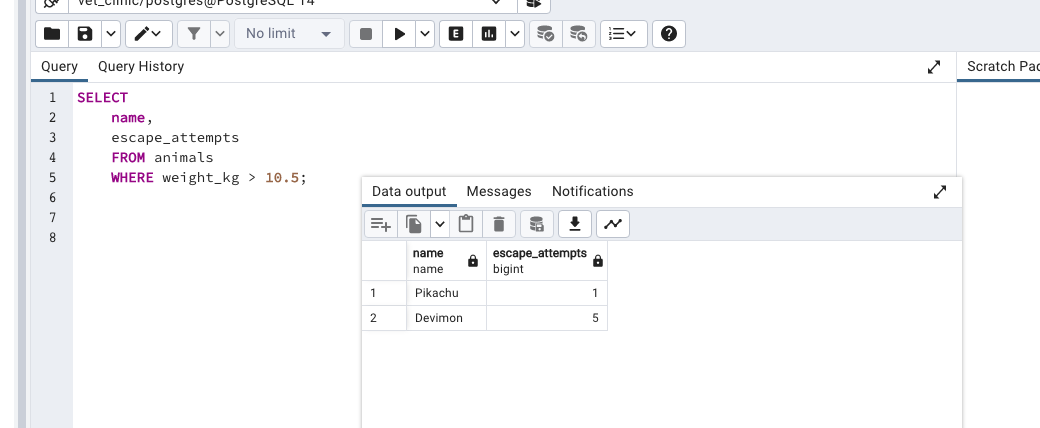 vet_clinic/postgres@PostgreSQL 14
No limit
E
Query Query History
Scratch Pad
1 SELECT
2 name,
3 escape_attempts
4 FROM animals
5 WHERE weight_kg > 10.5;
6
7
8
Data output Messages Notifications
name escape_attempts
name bigint
1 Pikachu 1
2 Devimon 5